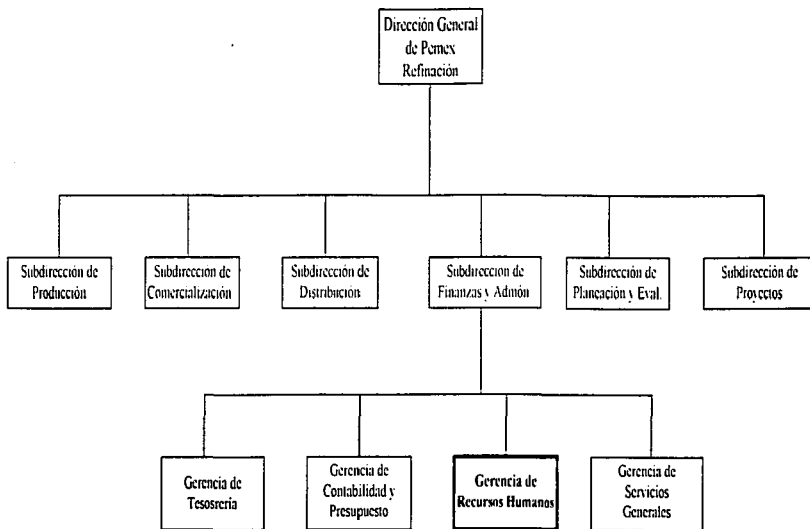 Dirección General
de Pemex
Refinación
Subdirección de
Producción
Subdirección de
Comercialización
Subdirección de
Distribución
Subdirección de
Finanzas y Admón
Subdirección de
Planeación y Eval.
Subdirección de
Proyectos
Gerencia de
Tesosrería
Gerencia de
Contabilidad y
Presupuesto
Gerencia de
Recursos Humanos
Gerencia de
Servicios
Generales